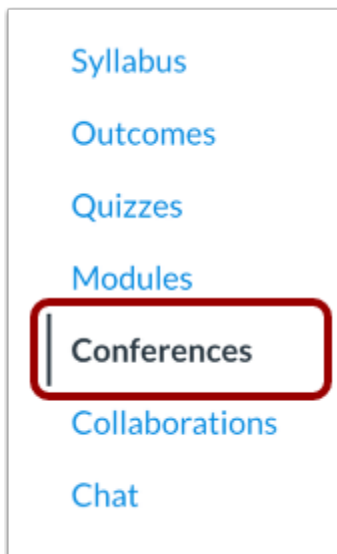 Syllabus
Outcomes
Quizzes
Modules
Conferences
Collaborations
Chat